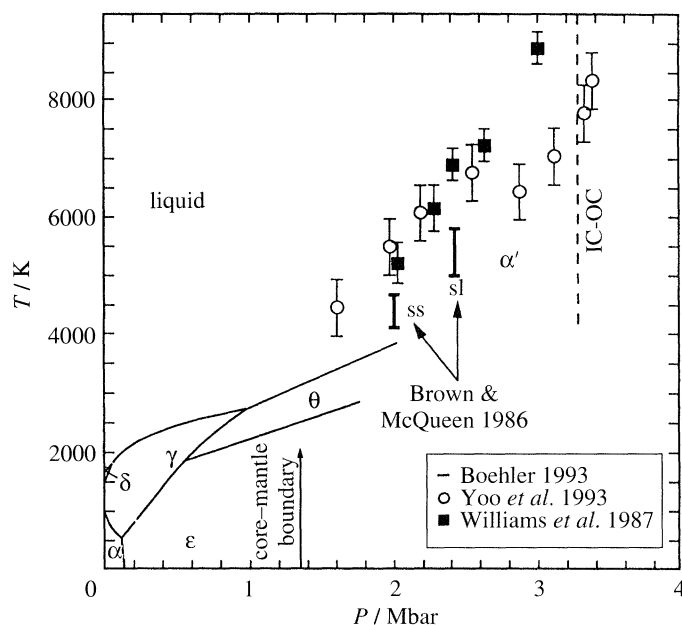 8000
6000
4000
2000
0
0
1
2
3
4
T / K
P / Mbar
liquid
α′
IC-OC
ss
sl
θ
Brown &
McQueen 1986
γ
δ
α
ε
core–mantle
boundary
– Boehler 1993
Yoo et al. 1993
Williams et al. 1987